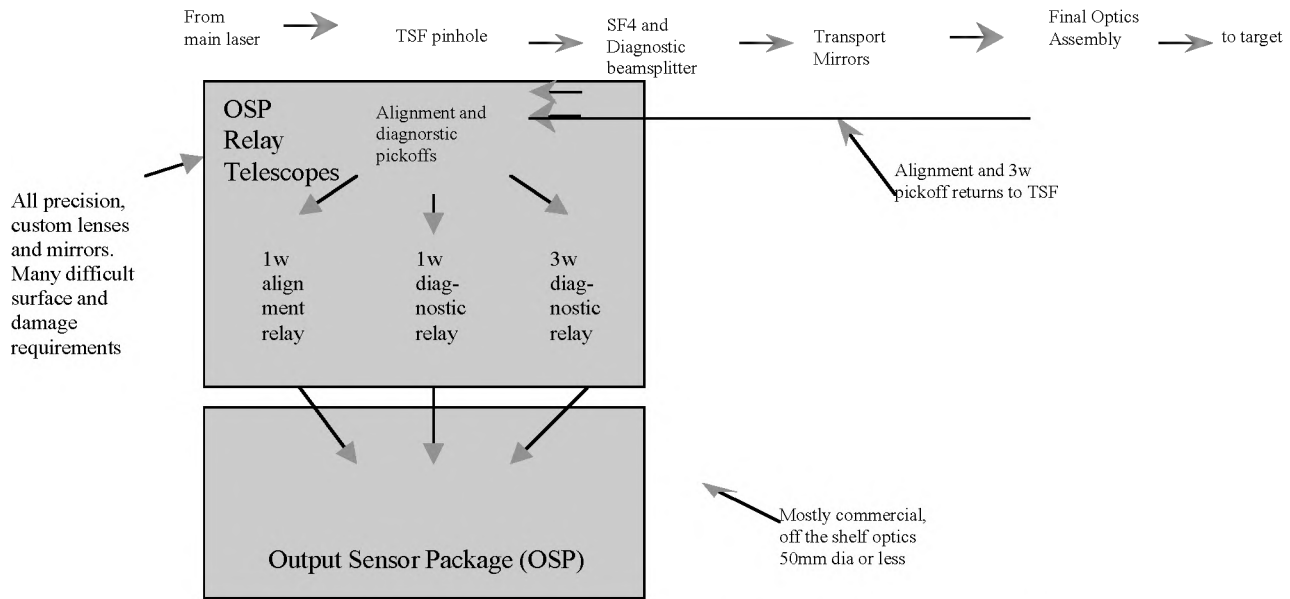 From
main laser
TSF pinhole
SF4 and
Diagnostic
beamsplitter
Transport
Mirrors
Final Optics
Assembly
to target
OSP
Relay
Telescopes
Alignment and
diagnorstic
pickoffs
Alignment and 3w
pickoff returns to TSF
All precision,
custom lenses
and mirrors.
Many difficult
surface and
damage
requirements
1w
align
ment
relay
1w
diag-
nostic
relay
3w
diag-
nostic
relay
Mostly commercial,
off the shelf optics
50mm dia or less
Output Sensor Package (OSP)